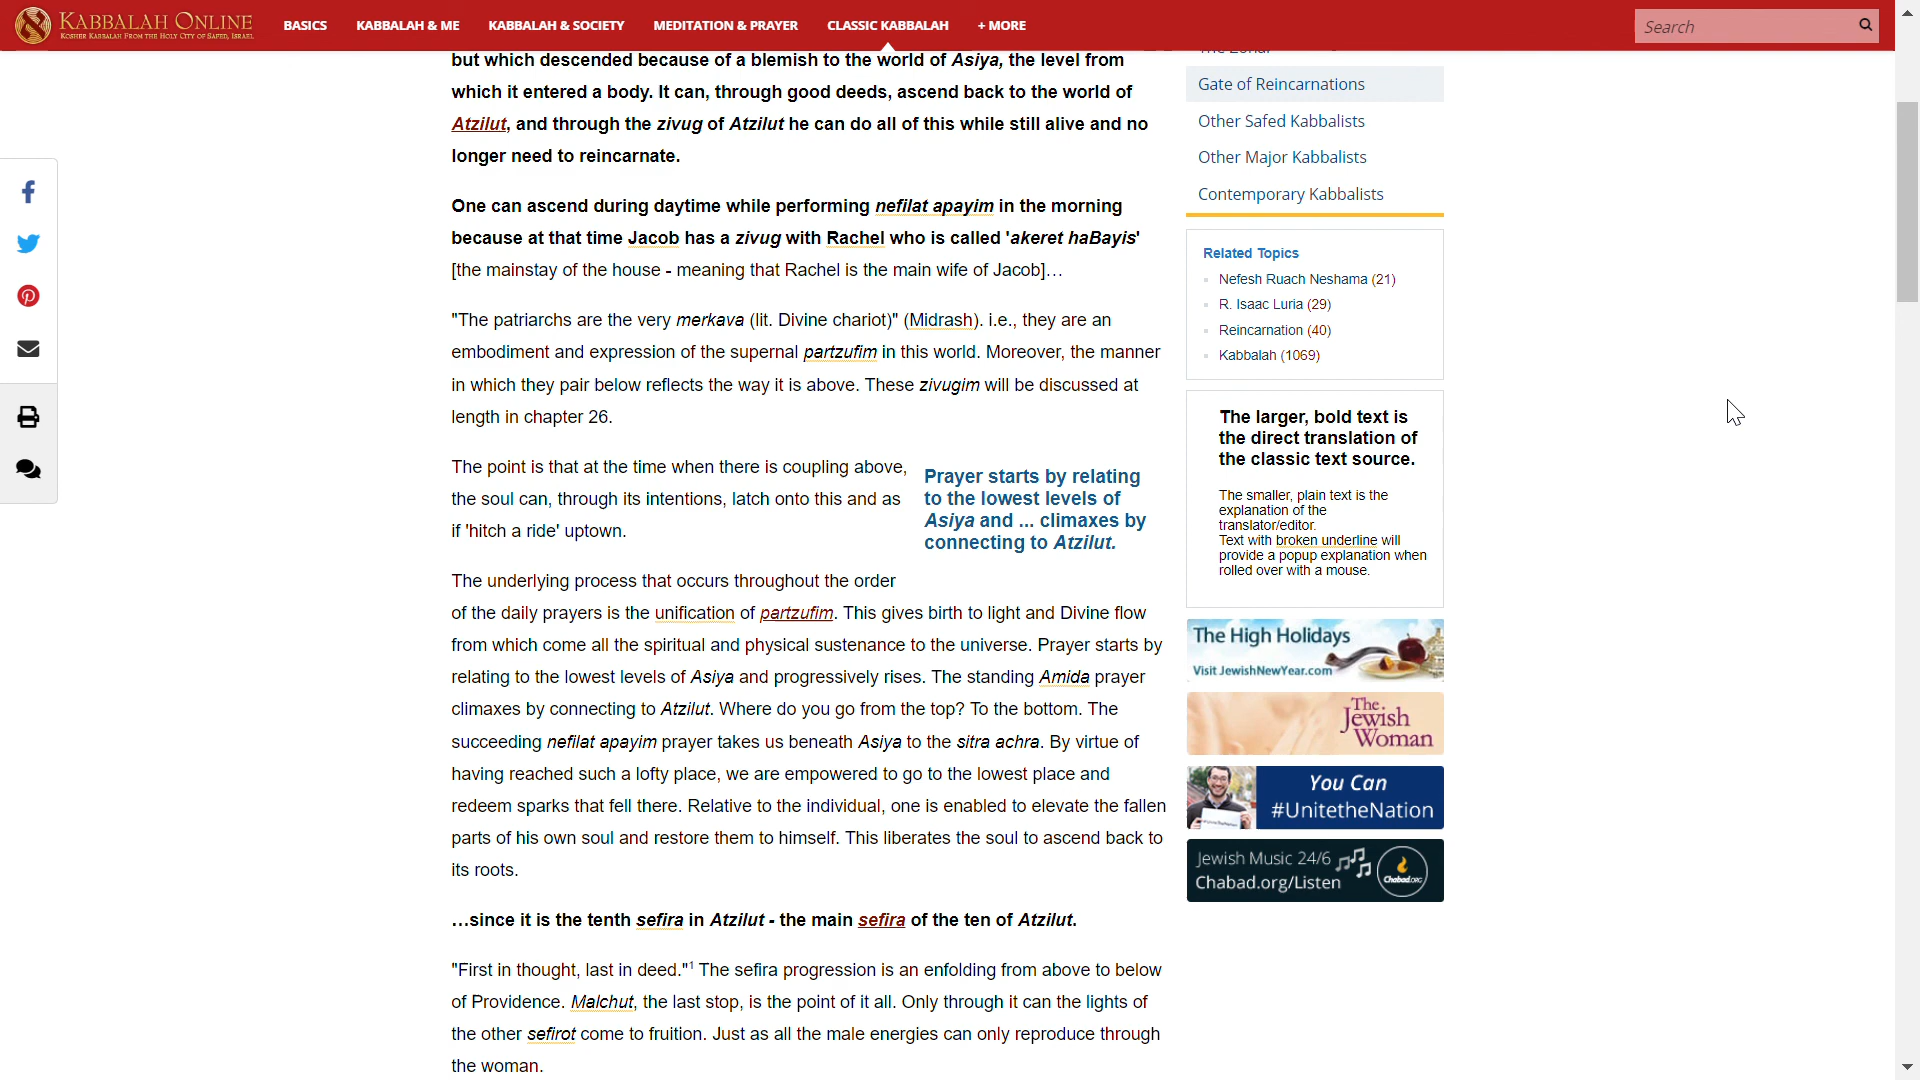 KABBALAH ONLINE
KOSHER KABBALAH FROM THE HOLY CITY OF SAFED, ISRAEL
BASICS
KABBALAH & ME
KABBALAH & SOCIETY
MEDITATION & PRAYER
CLASSIC KABBALAH
+ MORE
Search
but which descended because of a blemish to the world of Asiya, the level from
which it entered a body. It can, through good deeds, ascend back to the world of
Atzilut, and through the zivug of Atzilut he can do all of this while still alive and no
longer need to reincarnate.
One can ascend during daytime while performing nefilat apayim in the morning
because at that time Jacob has a zivug with Rachel who is called 'akeret haBayis'
[the mainstay of the house - meaning that Rachel is the main wife of Jacob]…
"The patriarchs are the very merkava (lit. Divine chariot)" (Midrash). i.e., they are an
embodiment and expression of the supernal partzufim in this world. Moreover, the manner
in which they pair below reflects the way it is above. These zivugim will be discussed at
length in chapter 26.
The point is that at the time when there is coupling above,
the soul can, through its intentions, latch onto this and as
if 'hitch a ride' uptown.
Prayer starts by relating
to the lowest levels of
Asiya and ... climaxes by
connecting to Atzilut.
The underlying process that occurs throughout the order
of the daily prayers is the unification of partzufim. This gives birth to light and Divine flow
from which come all the spiritual and physical sustenance to the universe. Prayer starts by
relating to the lowest levels of Asiya and progressively rises. The standing Amida prayer
climaxes by connecting to Atzilut. Where do you go from the top? To the bottom. The
succeeding nefilat apayim prayer takes us beneath Asiya to the sitra achra. By virtue of
having reached such a lofty place, we are empowered to go to the lowest place and
redeem sparks that fell there. Relative to the individual, one is enabled to elevate the fallen
parts of his own soul and restore them to himself. This liberates the soul to ascend back to
its roots.
…since it is the tenth sefira in Atzilut - the main sefira of the ten of Atzilut.
"First in thought, last in deed."1 The sefira progression is an enfolding from above to below
of Providence. Malchut, the last stop, is the point of it all. Only through it can the lights of
the other sefirot come to fruition. Just as all the male energies can only reproduce through
the woman.
Gate of Reincarnations
Other Safed Kabbalists
Other Major Kabbalists
Contemporary Kabbalists
Related Topics
Nefesh Ruach Neshama (21)
R. Isaac Luria (29)
Reincarnation (40)
Kabbalah (1069)
The larger, bold text is
the direct translation of
the classic text source.
The smaller, plain text is the
explanation of the
translator/editor.
Text with broken underline will
provide a popup explanation when
rolled over with a mouse.
The High Holidays
Visit JewishNewYear.com
The
Jewish
Woman
You Can
#UnitetheNation
Jewish Music 24/6
Chabad.org/Listen
Chabad.ORG